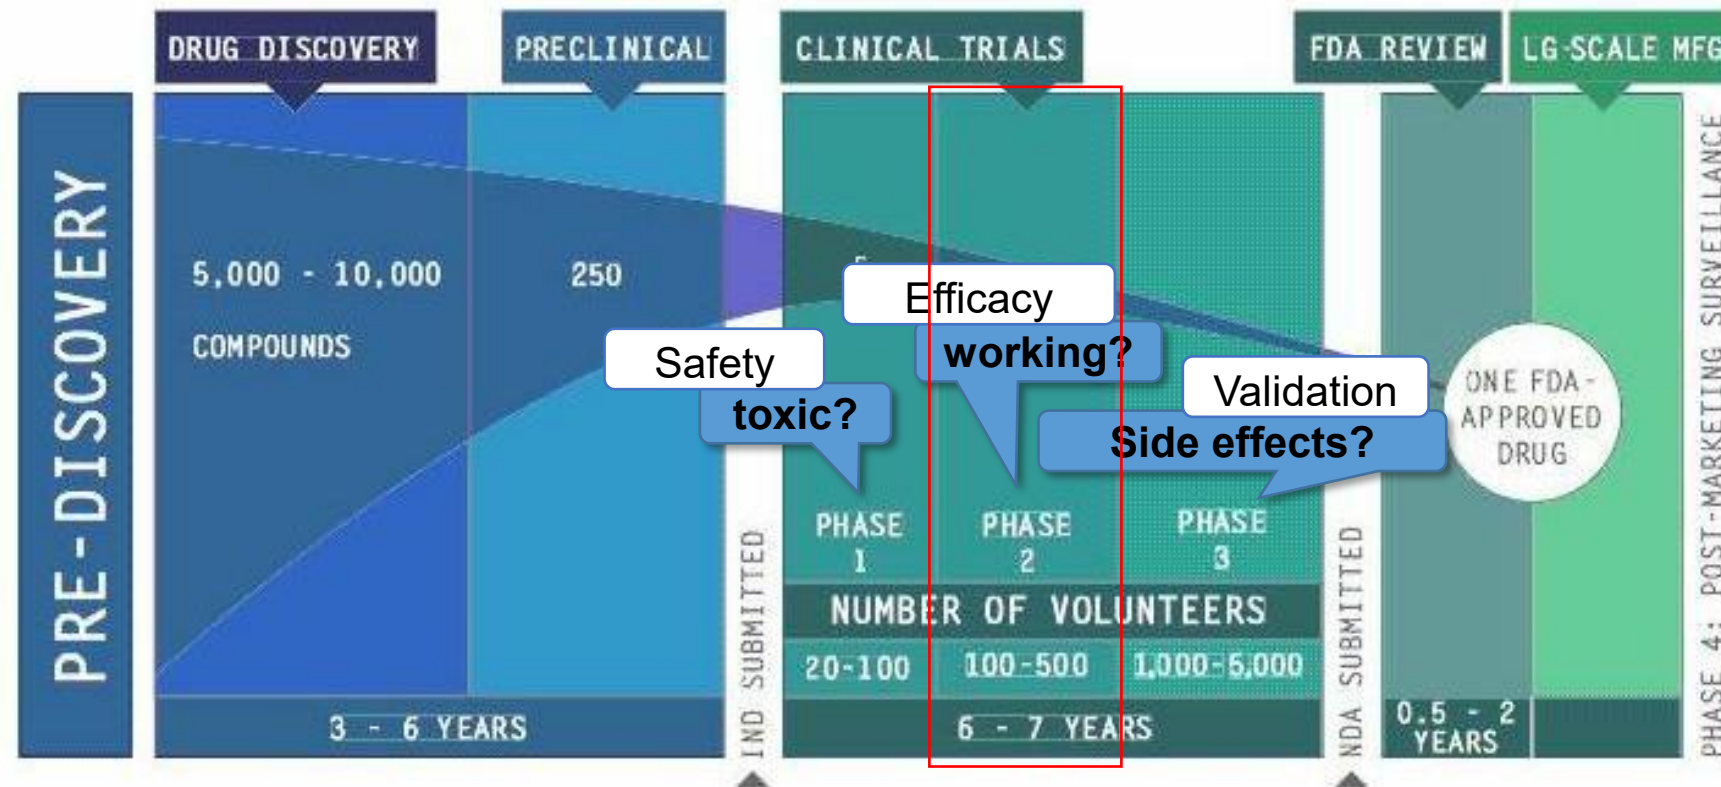 DRUG DISCOVERY
PRECLINICAL
CLINICAL TRIALS
FDA REVIEW
LG-SCALE MFG
PRE-DISCOVERY
5,000 - 10,000
COMPOUNDS
250
Efficacy
working?
Safety
toxic?
Validation
Side effects?
ONE FDA-
APPROVED
DRUG
PHASE
1
PHASE
2
PHASE
3
NUMBER OF VOLUNTEERS
20-100
100-500
1,000-5,000
3 - 6 YEARS
IND SUBMITTED
6 - 7 YEARS
NDA SUBMITTED
0.5 - 2
YEARS
PHASE 4: POST-MARKETING SURVEILLANCE